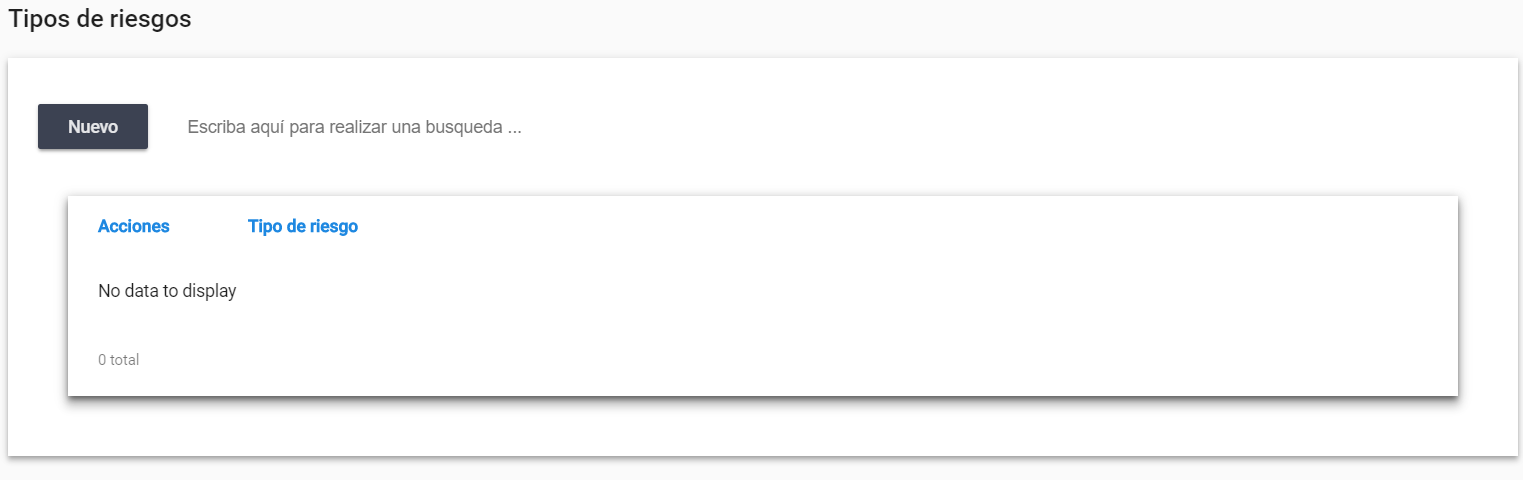 Tipos de riesgos
Nuevo
Escriba aquí para realizar una busqueda ...
Acciones Tipo de riesgo
No data to display
0 total